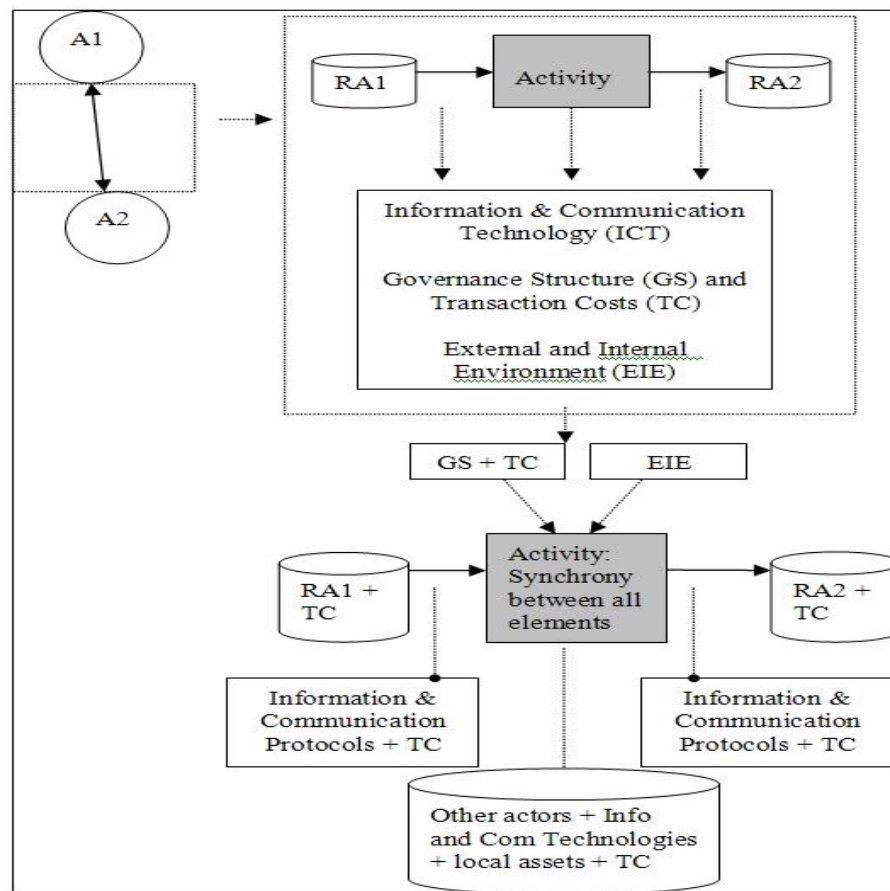 A1
A2
RA1
Activity
RA2
Information & Communication
Technology (ICT)
Governance Structure (GS) and
Transaction Costs (TC)
External and Internal
Environment (EIE)
GS + TC
EIE
RA1 +
TC
Activity:
Synchrony
between all
elements
RA2 +
TC
Information &
Communication
Protocols + TC
Information &
Communication
Protocols + TC
Other actors + Info
and Com Technologies
+ local assets + TC